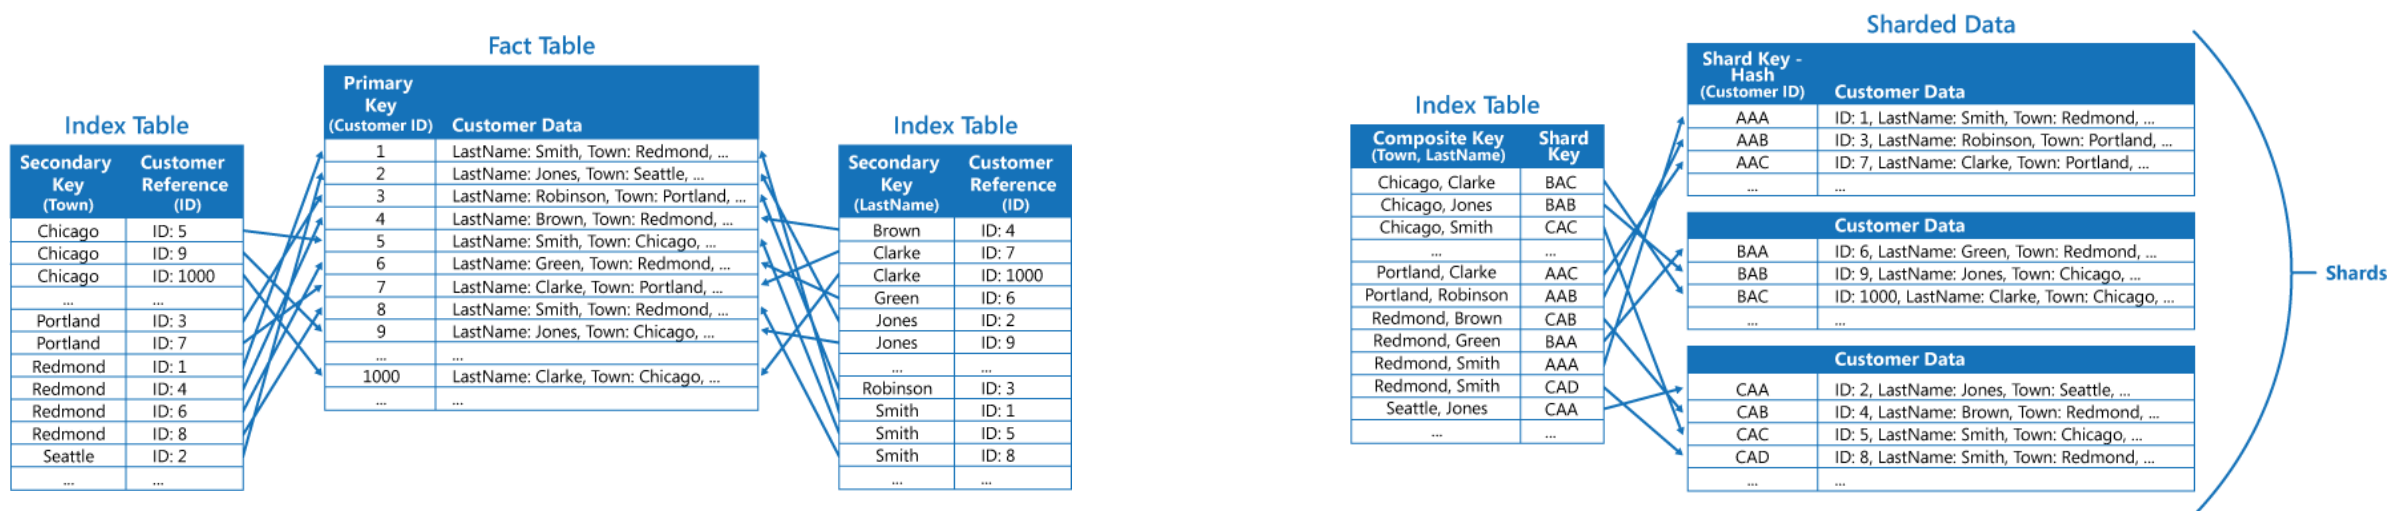 Index Table
Secondary Key (Town) Customer Reference (ID)
Chicago ID: 5
Chicago ID: 9
Chicago ID: 1000
... ...
Portland ID: 3
Portland ID: 7
Redmond ID: 1
Redmond ID: 4
Redmond ID: 6
Redmond ID: 8
Seattle ID: 2
... ...
Fact Table
Primary Key (Customer ID) Customer Data
1 LastName: Smith, Town: Redmond, ...
2 LastName: Jones, Town: Seattle, ...
3 LastName: Robinson, Town: Portland, ...
4 LastName: Brown, Town: Redmond, ...
5 LastName: Smith, Town: Chicago, ...
6 LastName: Green, Town: Redmond, ...
7 LastName: Clarke, Town: Portland, ...
8 LastName: Smith, Town: Redmond, ...
9 LastName: Jones, Town: Chicago, ...
... ...
1000 LastName: Clarke, Town: Chicago, ...
... ...
Index Table
Secondary Key (LastName) Customer Reference (ID)
Brown ID: 4
Clarke ID: 7
Clarke ID: 1000
Green ID: 6
Jones ID: 2
Jones ID: 9
... ...
Robinson ID: 3
Smith ID: 1
Smith ID: 5
Smith ID: 8
... ...
Index Table
Composite Key (Town, LastName) Shard Key
Chicago, Clarke BAC
Chicago, Jones BAB
Chicago, Smith CAC
... ...
Portland, Clarke AAC
Portland, Robinson AAB
Redmond, Brown CAB
Redmond, Green BAA
Redmond, Smith AAA
Redmond, Smith CAD
Seattle, Jones CAA
... ...
Sharded Data
Shard Key - Hash (Customer ID) Customer Data
AAA ID: 1, LastName: Smith, Town: Redmond, ...
AAB ID: 3, LastName: Robinson, Town: Portland, ...
AAC ID: 7, LastName: Clarke, Town: Portland, ...
... ...
Customer Data
BAA ID: 6, LastName: Green, Town: Redmond, ...
BAB ID: 9, LastName: Jones, Town: Chicago, ...
BAC ID: 1000, LastName: Clarke, Town: Chicago, ...
... ...
Customer Data
CAA ID: 2, LastName: Jones, Town: Seattle, ...
CAB ID: 4, LastName: Brown, Town: Redmond, ...
CAC ID: 5, LastName: Smith, Town: Chicago, ...
CAD ID: 8, LastName: Smith, Town: Redmond, ...
... ...
Shards